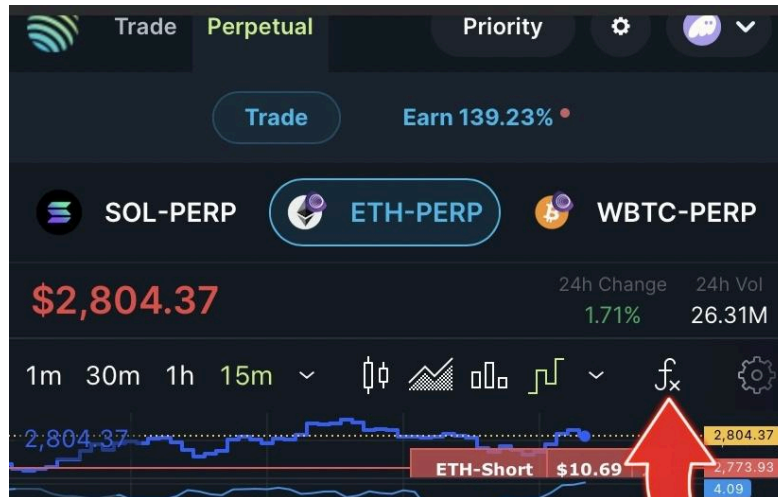 Trade Perpetual Priority
Trade Earn 139.23%
SOL-PERP ETH-PERP WBTC-PERP
$2,804.37
24h Change 24h Vol
1.71% 26.31M
1m 30m 1h 15m fx
2,804.37 2,804.37
ETH-Short $10.69 2,773.93
4.09